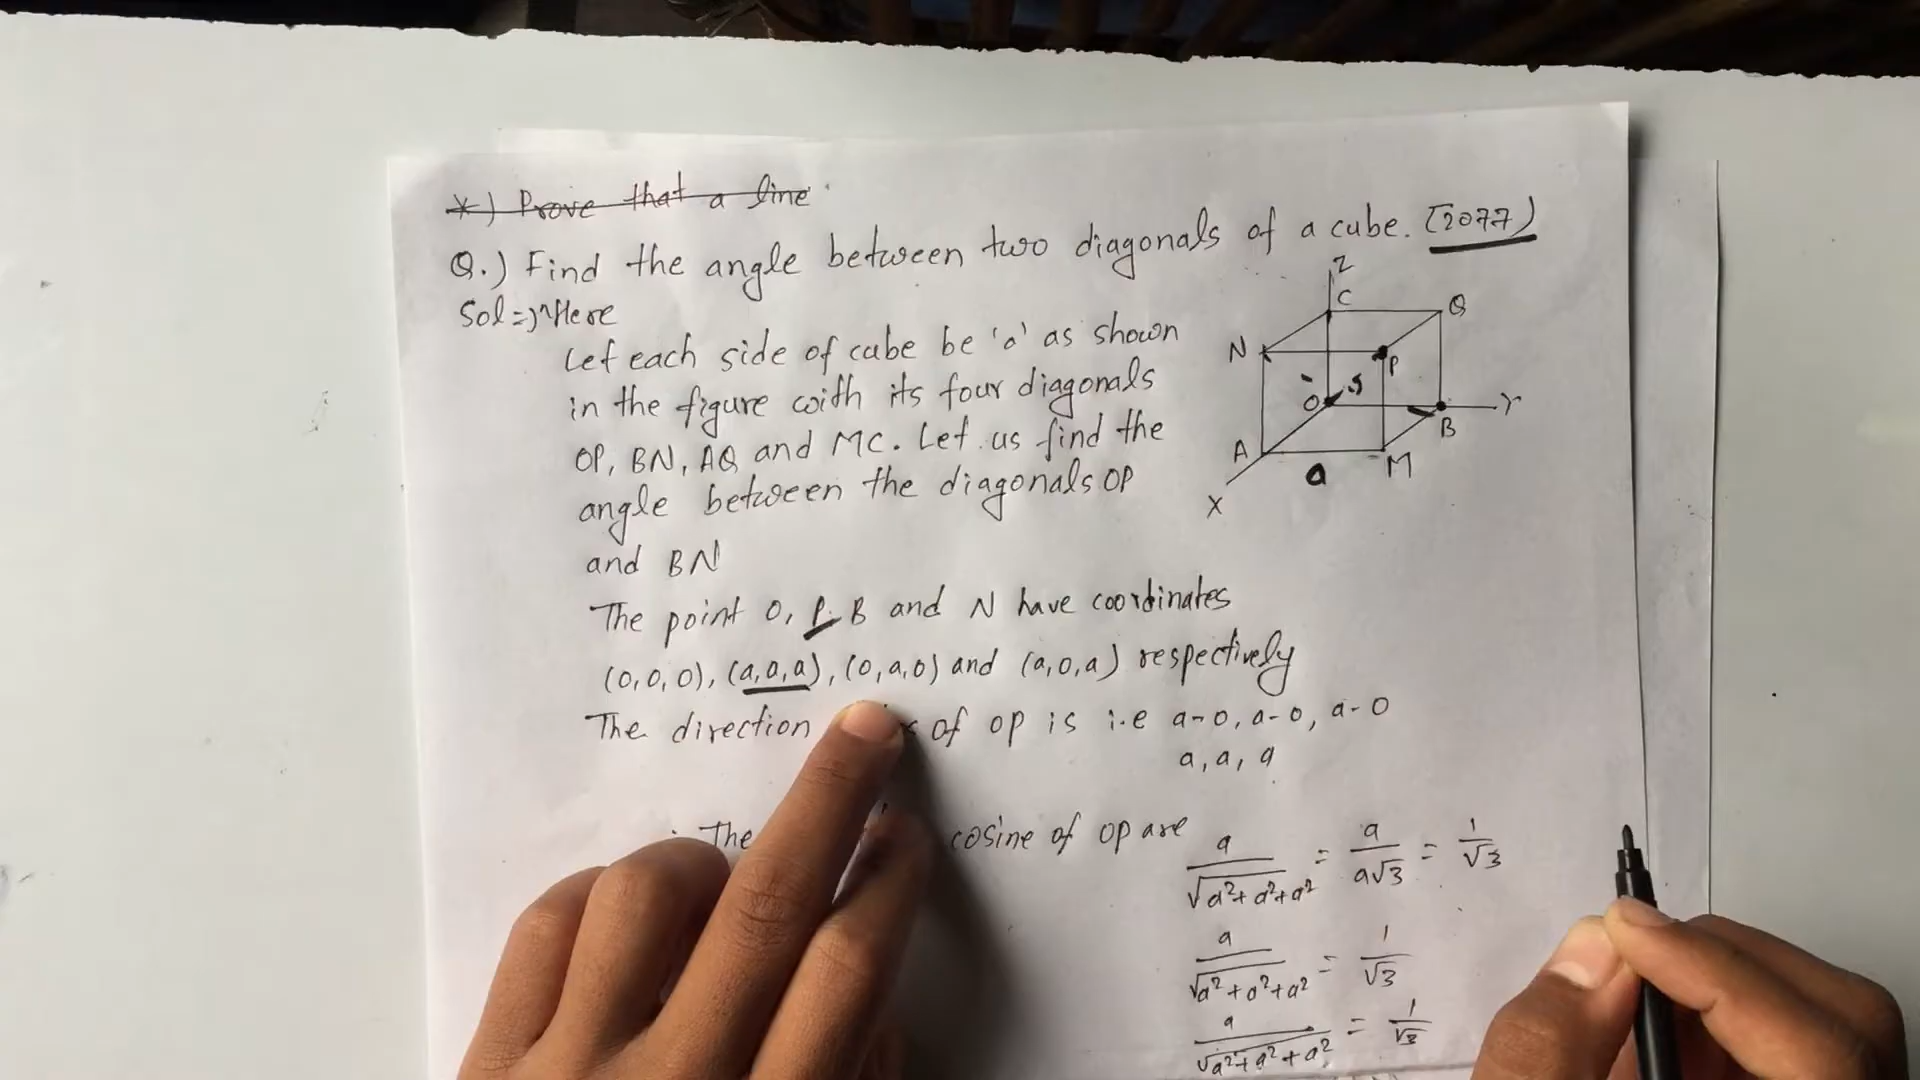 *) Prove that a line
Q.) Find the angle between two diagonals of a cube. [2077)
Sol=)^nHere
Let each side of cube be 'a' as shown
in the figure with its four diagonals
OP, BN, AQ and MC. Let us find the
angle between the diagonals OP
and BN
The point O, P, B and N have coordinates
(0,0,0), (a,a,a), (0,a,0) and (a,0,a) respectively
The direction of OP is i.e a-0, a-0, a-0
a, a, a
The cosine of OP are
a/√a²+a²+a² = a/a√3 = 1/√3
a/√a²+a²+a² = 1/√3
a/√a²+a²+a² = 1/√3
Z
C
Q
N
P
O
Y
B
A
M
a
X